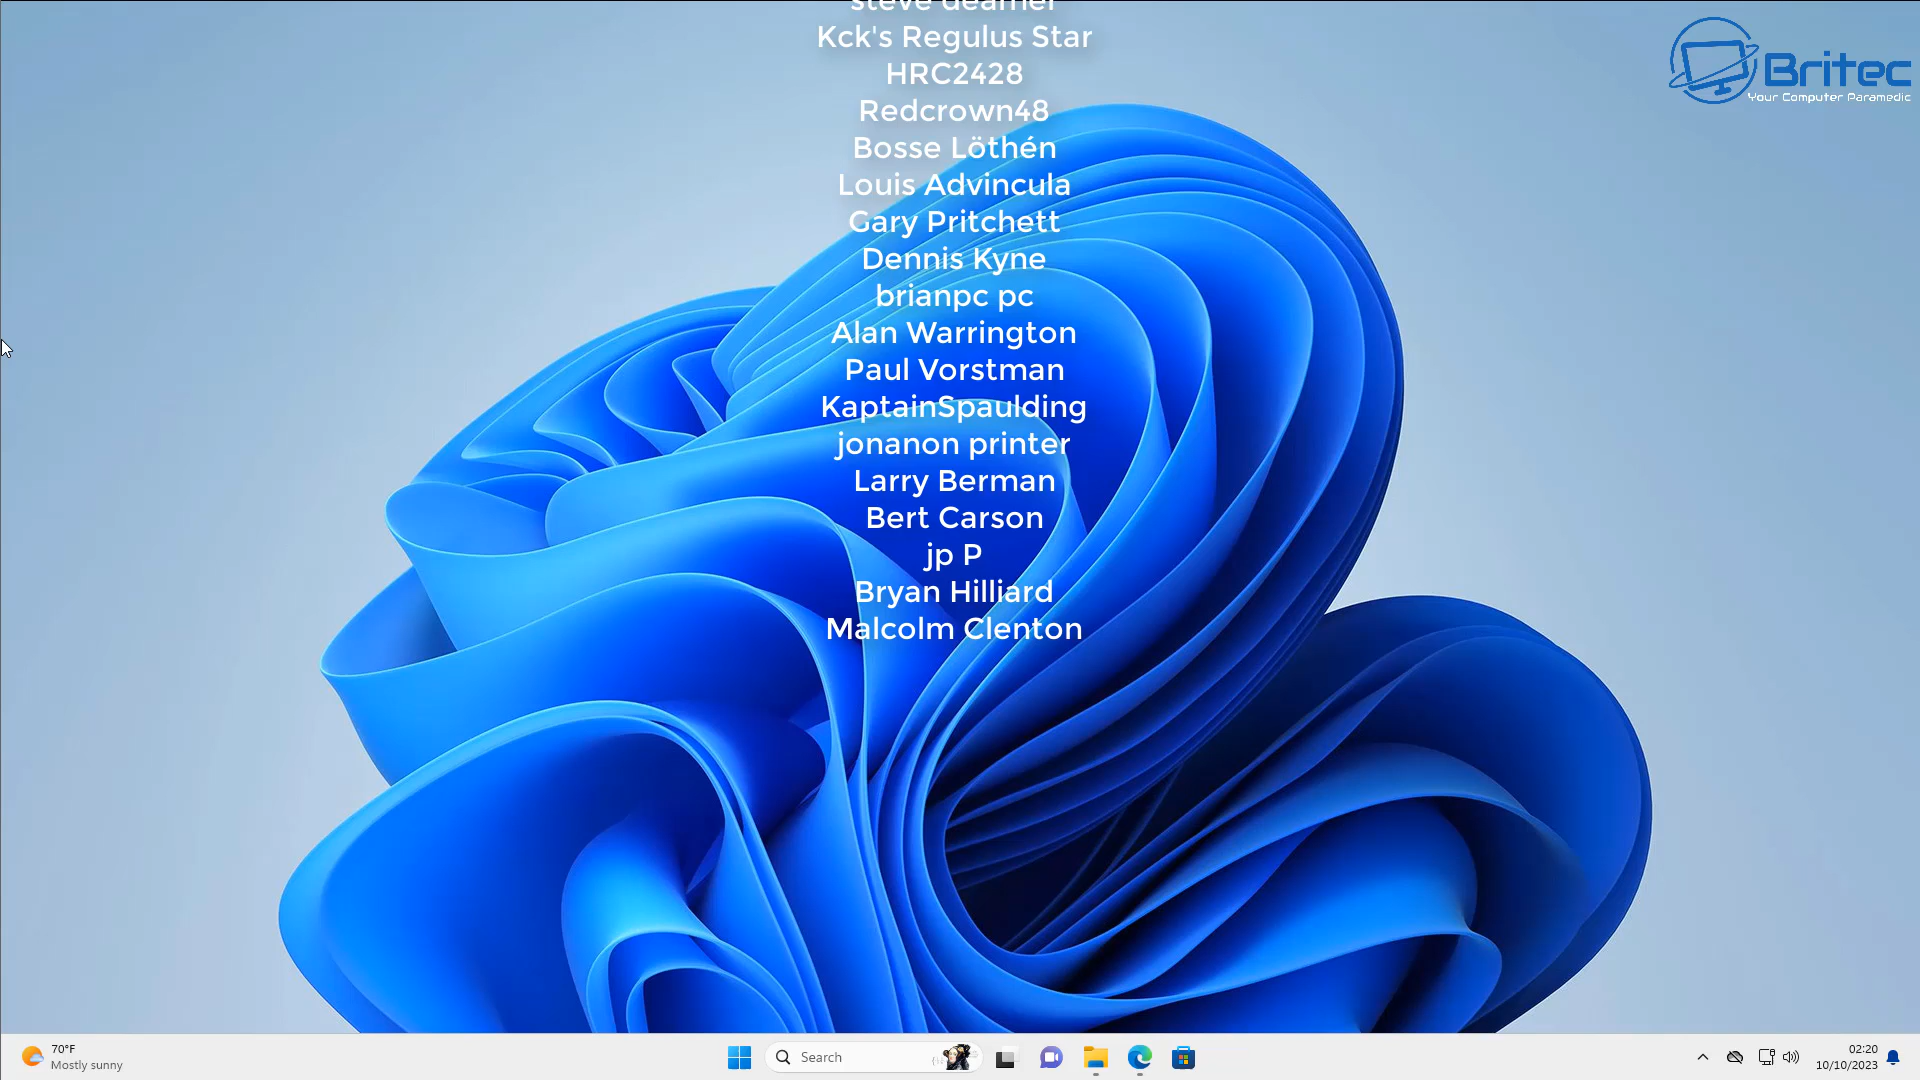 steve deamer
Kck's Regulus Star
HRC2428
Redcrown48
Bosse Löthén
Louis Advincula
Gary Pritchett
Dennis Kyne
brianpc pc
Alan Warrington
Paul Vorstman
KaptainSpaulding
jonanon printer
Larry Berman
Bert Carson
jp P
Bryan Hilliard
Malcolm Clenton
Britec
Your Computer Paramedic
70°F
Mostly sunny
Search
02:20
10/10/2023